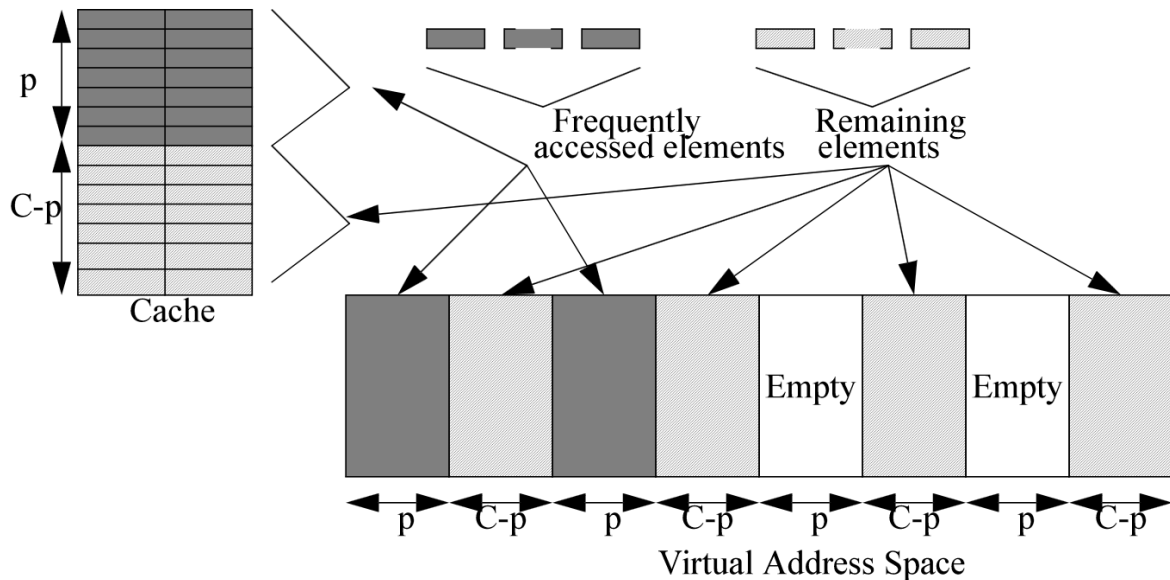 p
C-p
Cache
Frequently
accessed elements
Remaining
elements
Empty
Empty
p
C-p
p
C-p
p
C-p
p
C-p
Virtual Address Space